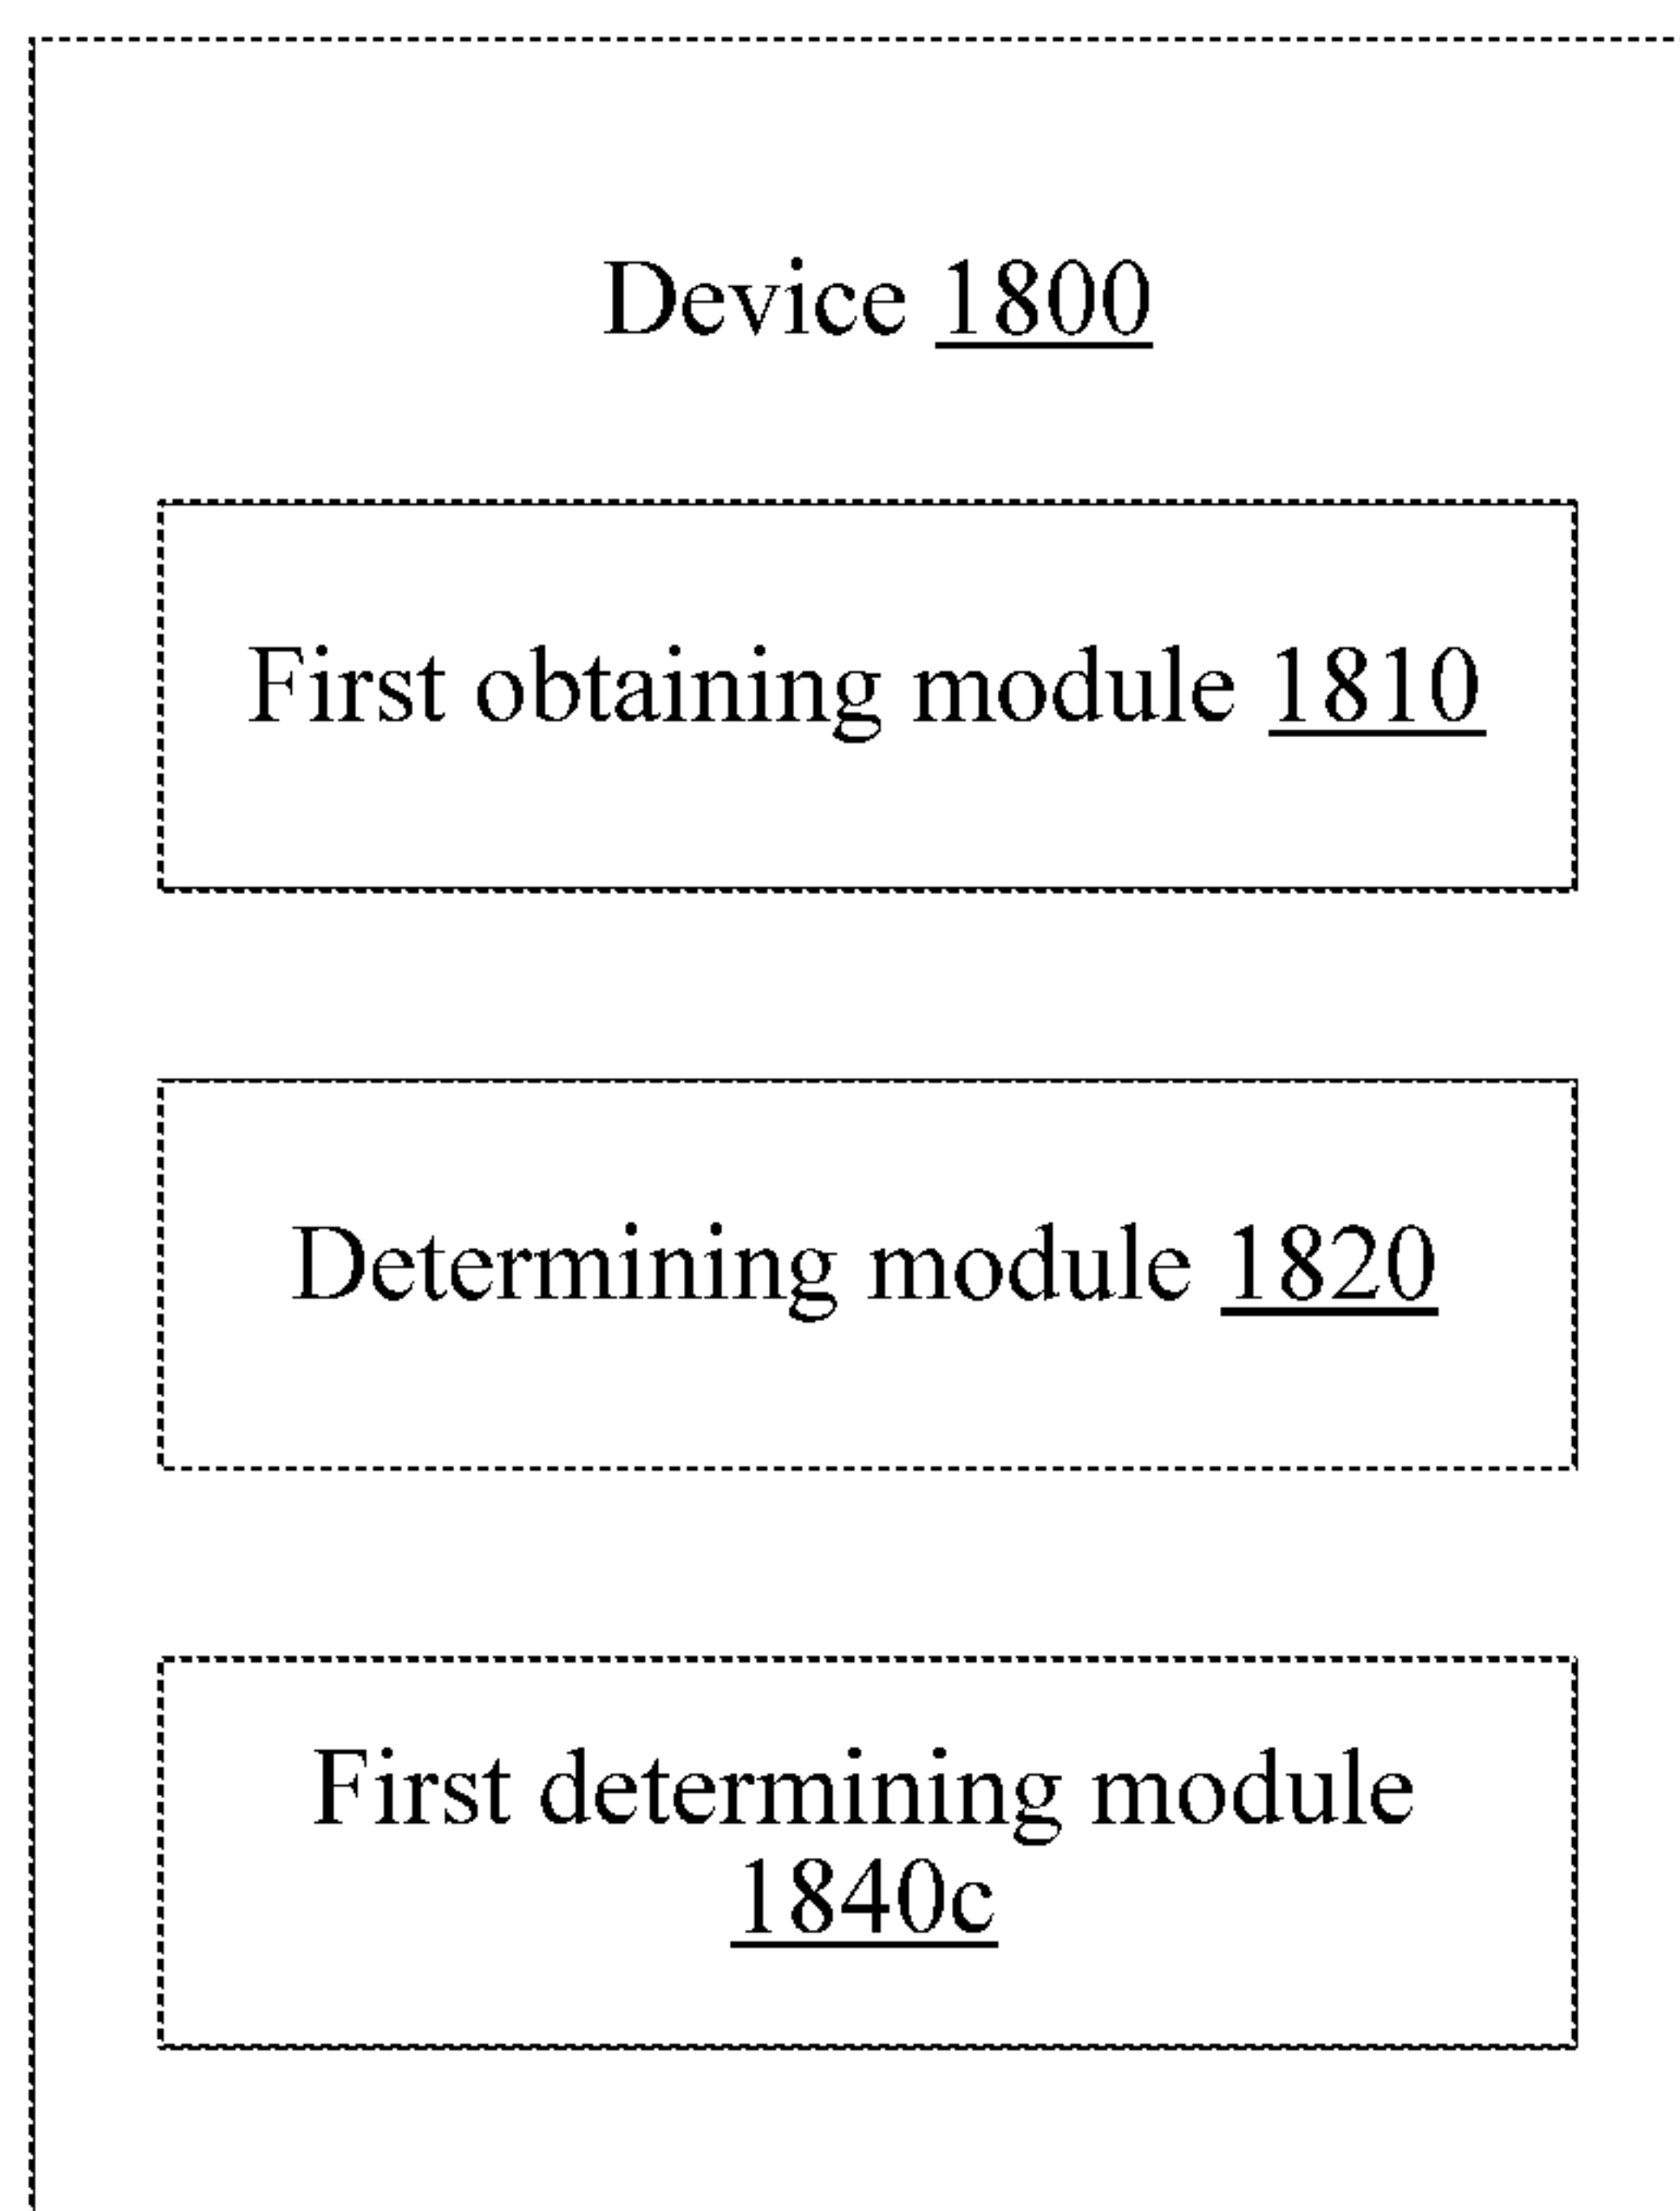 Device 1800
First obtaining module 1810
Determining module 1820
First determining module
1840c